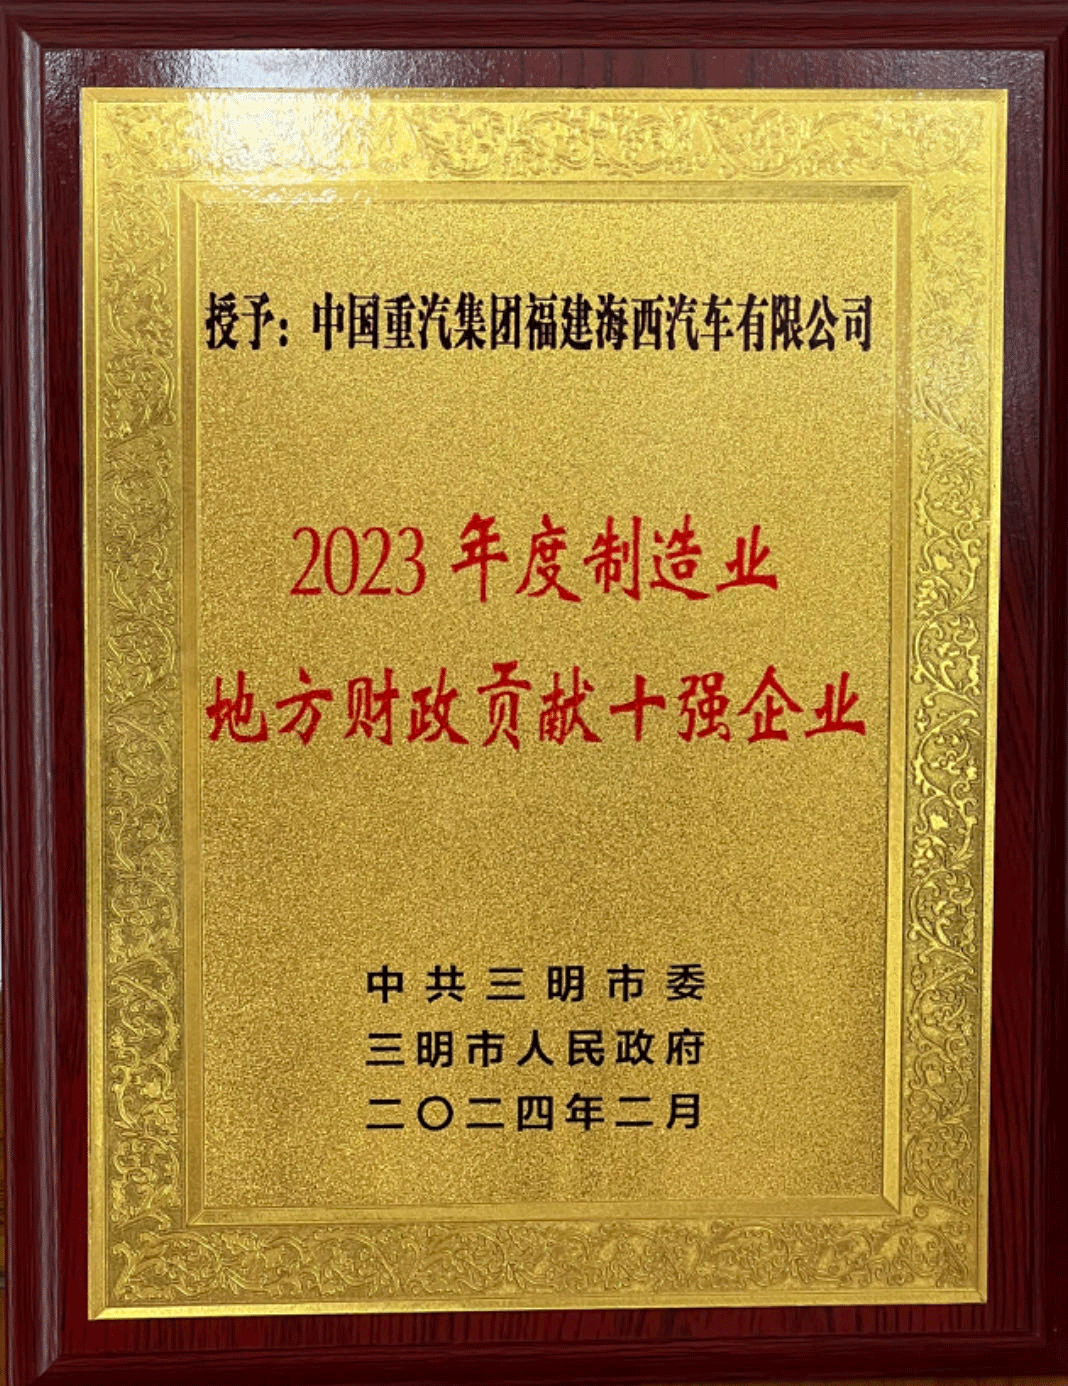 授予：中国重汽集团福建海西汽车有限公司
2023年度制造业
地方财政贡献十强企业
中共三明市委
三明市人民政府
二〇二四年二月